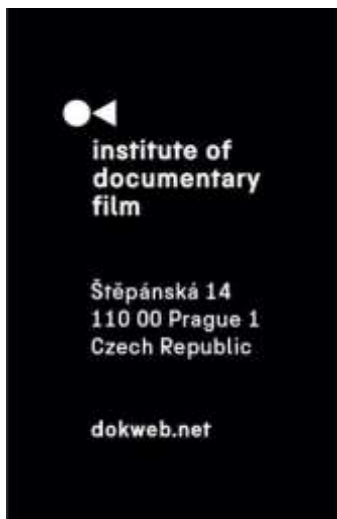 institute of
documentary
film
Štěpánská 14
110 00 Prague 1
Czech Republic
dokweb.net